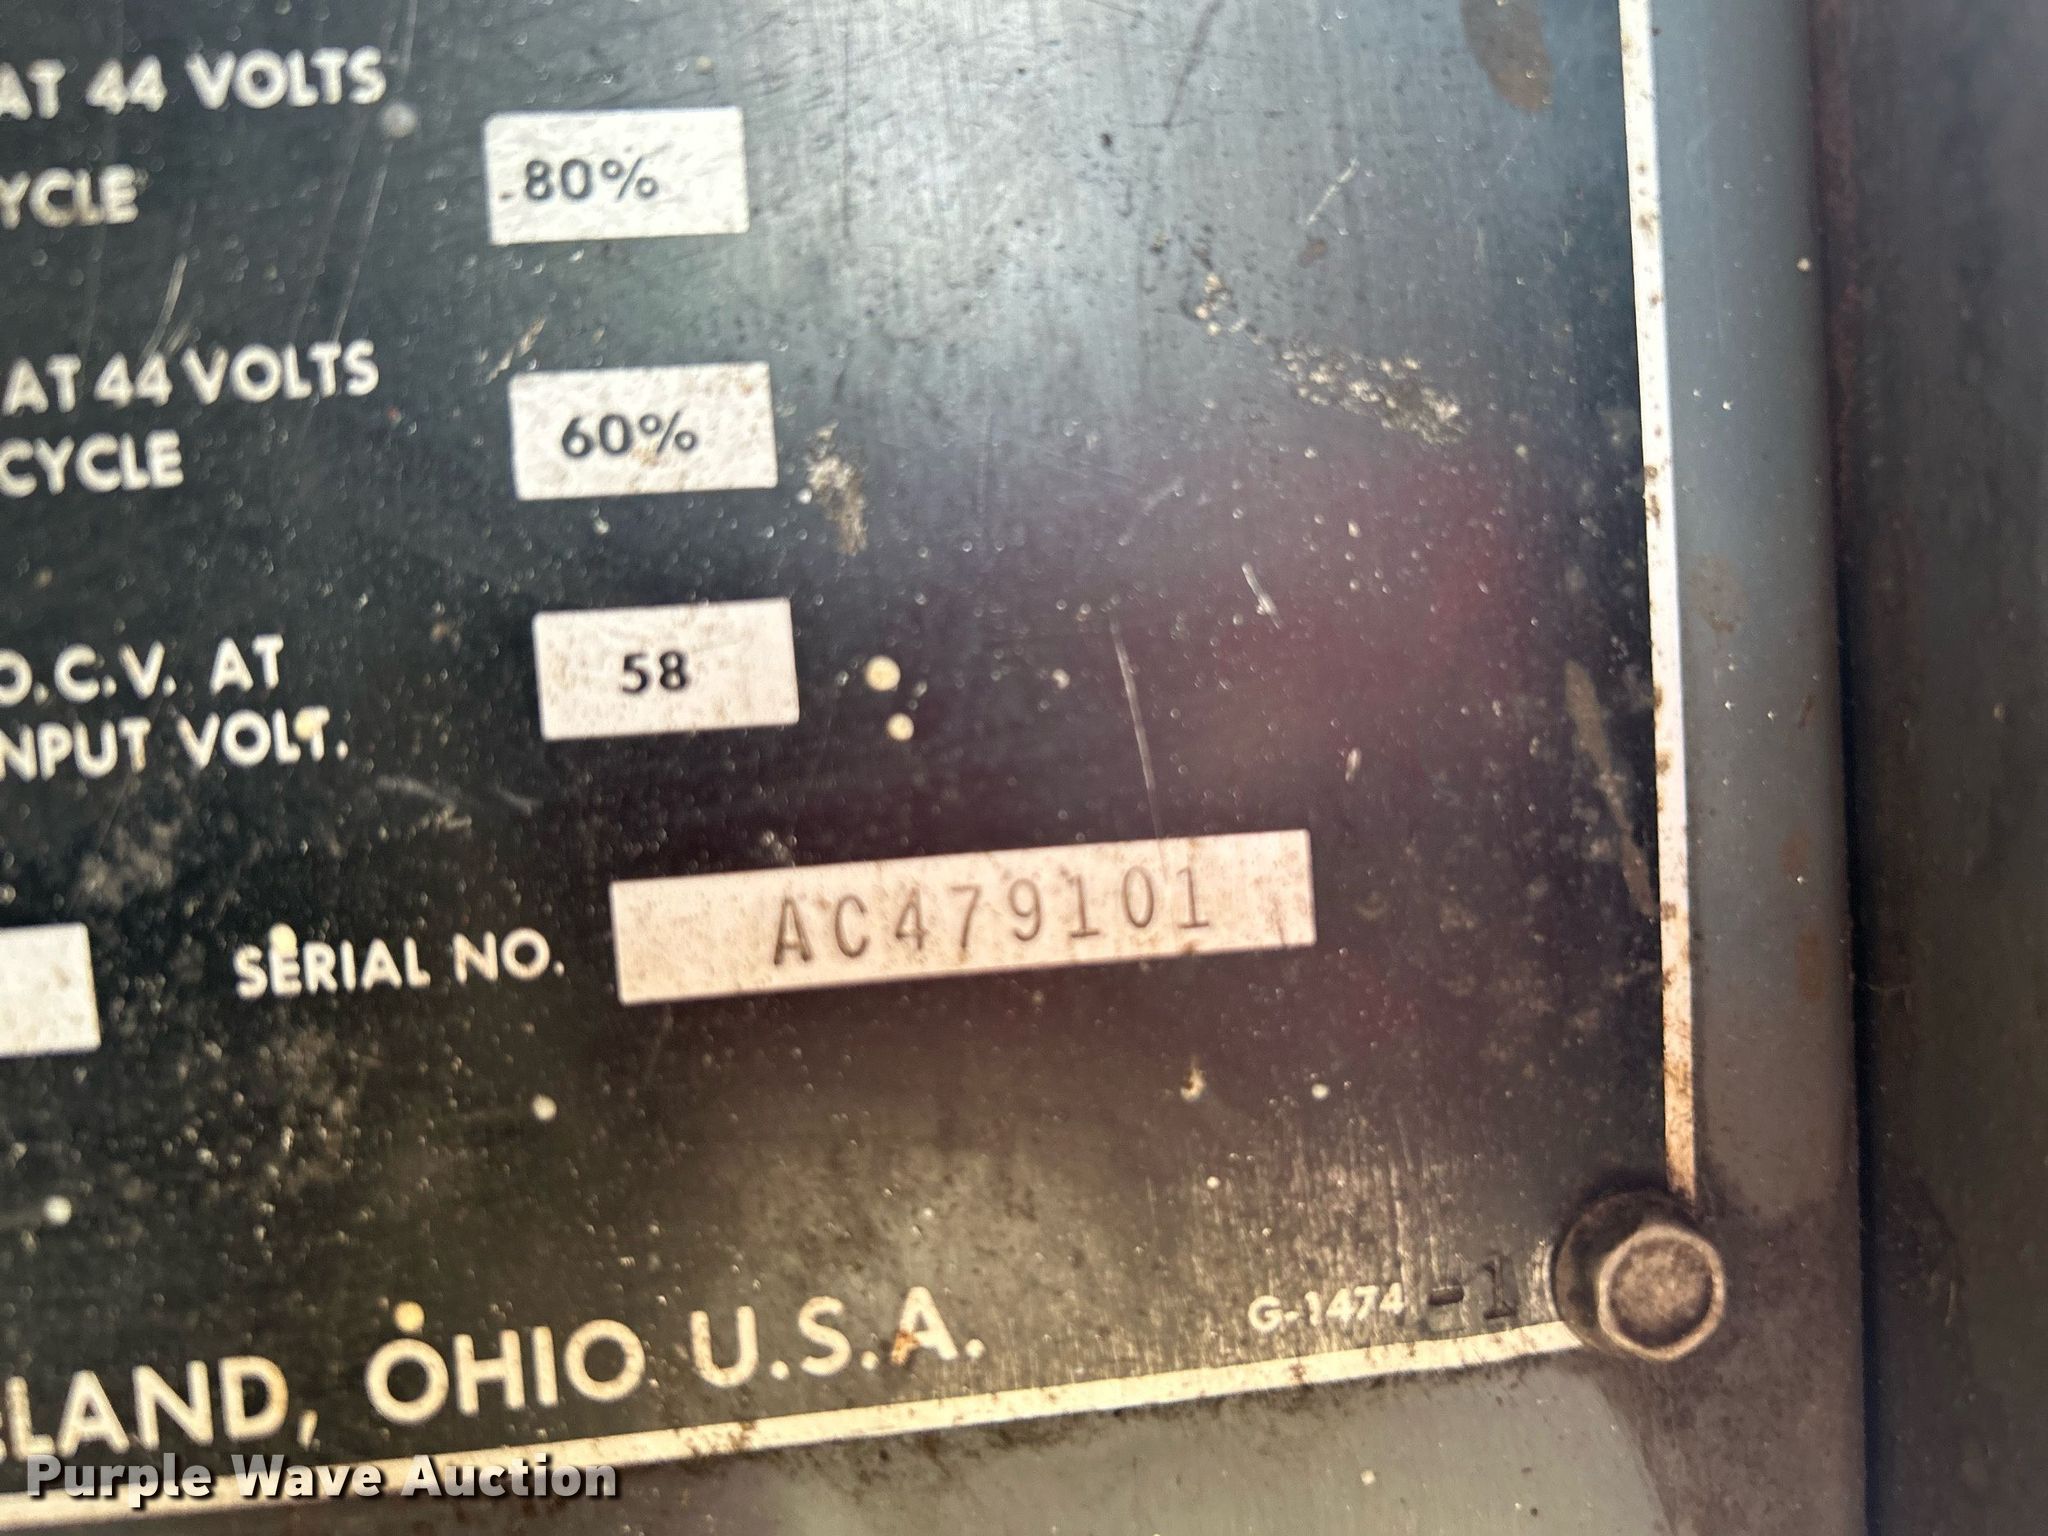 AT 44 VOLTS
YCLE
80%
AT 44 VOLTS
CYCLE
60%
O.C.V. AT
NPUT VOLT.
58
SERIAL NO. AC479101
G-1474 -1
LAND, OHIO U.S.A.
Purple Wave Auction